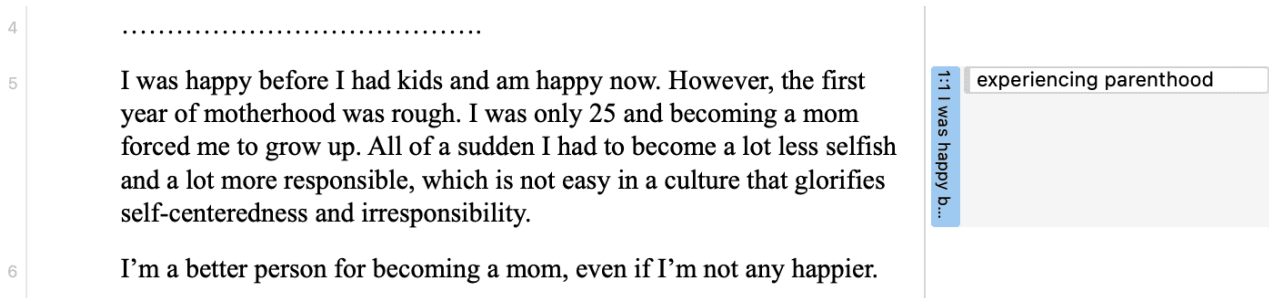 4 ........................................
5 I was happy before I had kids and am happy now. However, the first
year of motherhood was rough. I was only 25 and becoming a mom
forced me to grow up. All of a sudden I had to become a lot less selfish
and a lot more responsible, which is not easy in a culture that glorifies
self-centeredness and irresponsibility.
6 I’m a better person for becoming a mom, even if I’m not any happier.
1:1 I was happy b...
experiencing parenthood